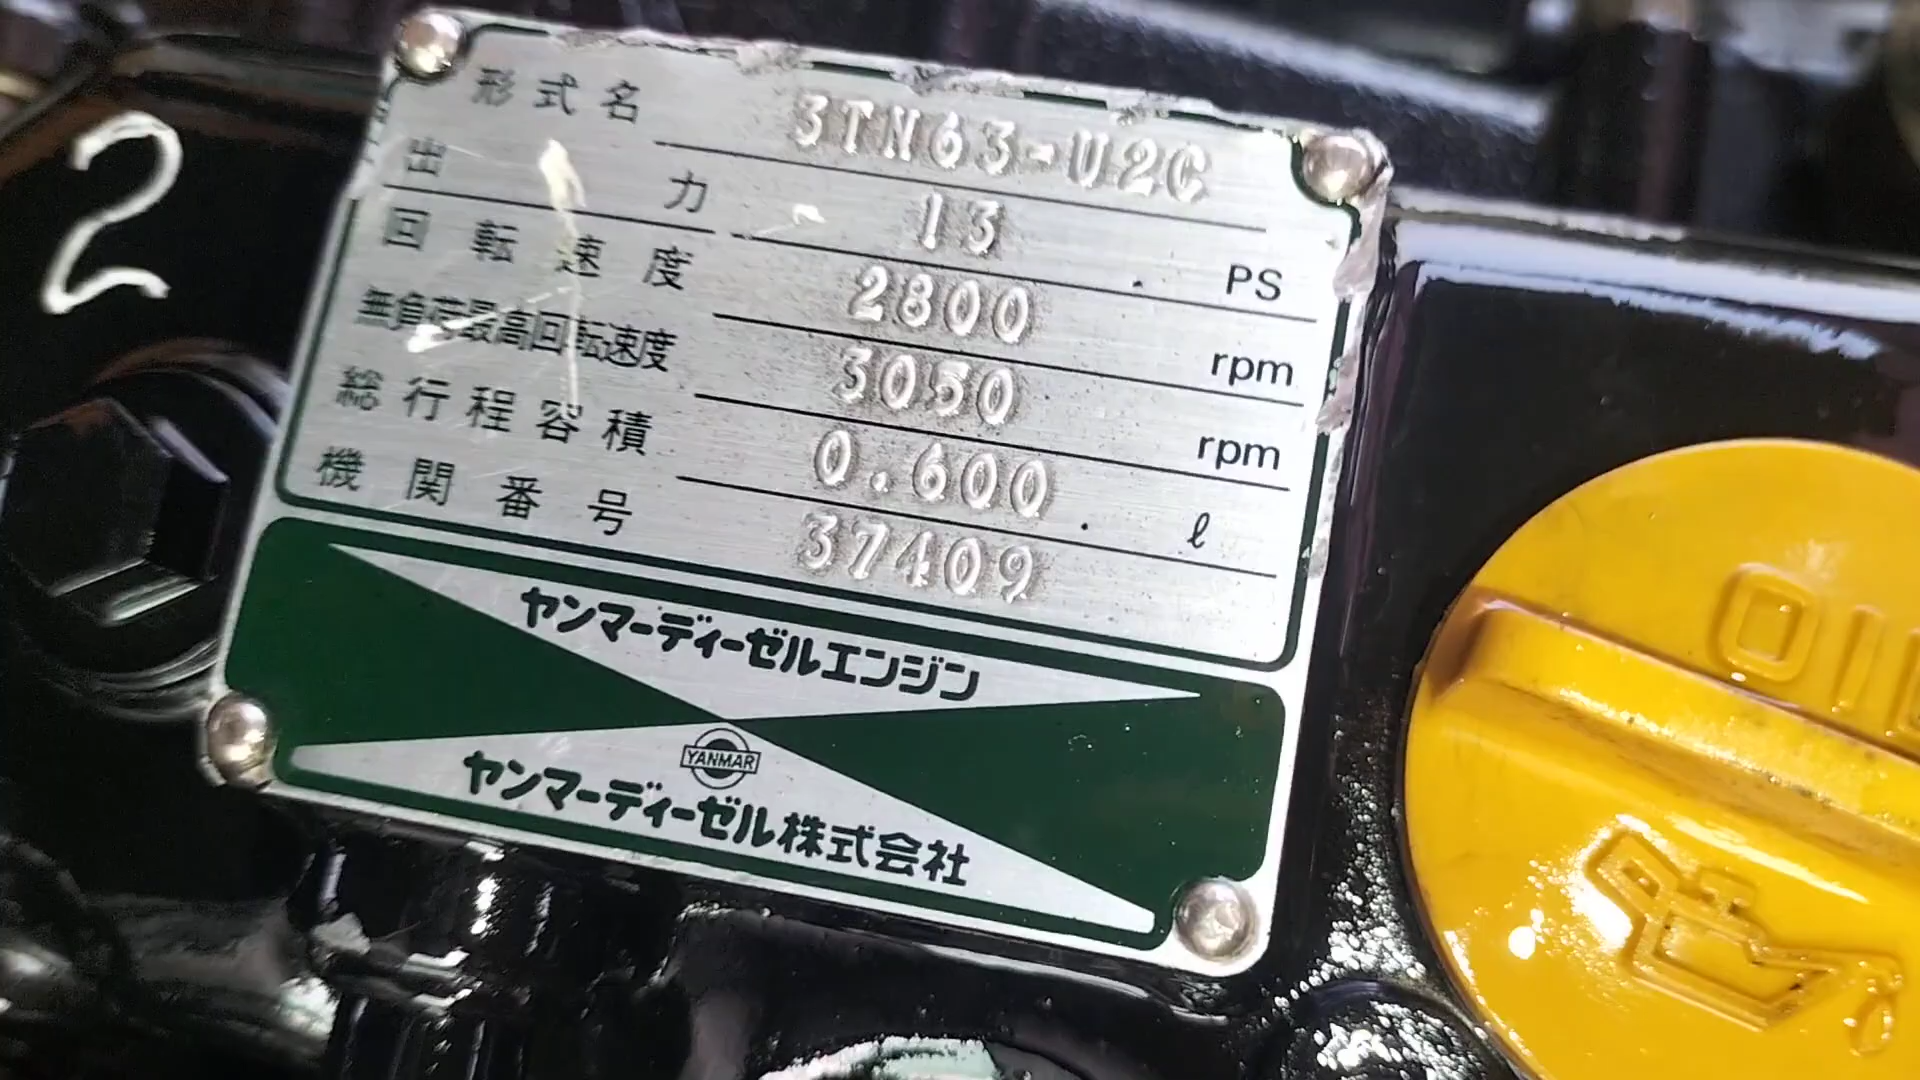 2
形式名 3TN63-U2C
出力 13. PS
回転速度 2800 rpm
無負荷最高回転速度 3050 rpm
総行程容積 0.600. ℓ
機関番号 37409
ヤンマーディーゼルエンジン
YANMAR
ヤンマーディーゼル株式会社
OIL